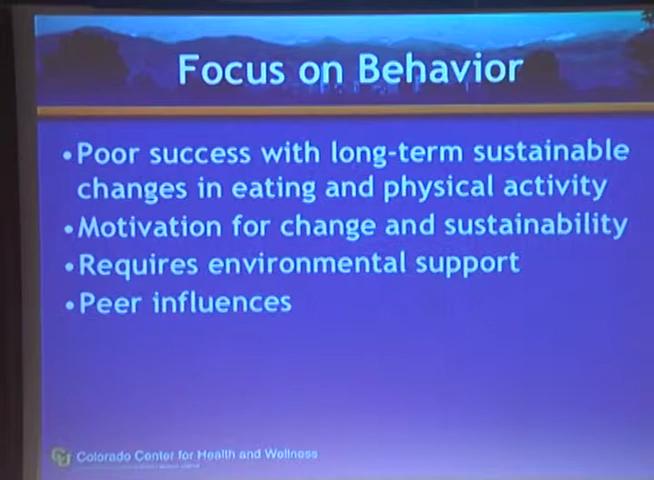 Focus on Behavior
•Poor success with long-term sustainable
changes in eating and physical activity
•Motivation for change and sustainability
•Requires environmental support
•Peer influences
CU Colorado Center for Health and Wellness